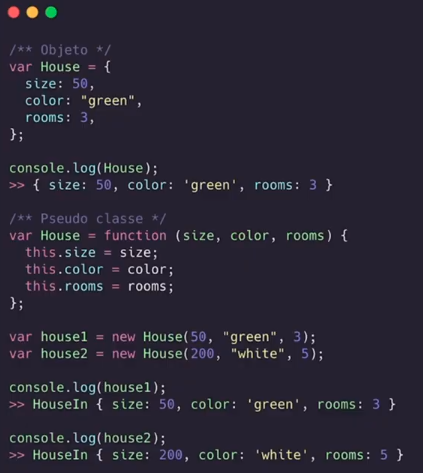 /** Objeto */
var House = {
  size: 50,
  color: "green",
  rooms: 3,
};
console.log(House);
>> { size: 50, color: 'green', rooms: 3 }
/** Pseudo classe */
var House = function (size, color, rooms) {
  this.size = size;
  this.color = color;
  this.rooms = rooms;
};
var house1 = new House(50, "green", 3);
var house2 = new House(200, "white", 5);
console.log(house1);
>> HouseIn { size: 50, color: 'green', rooms: 3 }
console.log(house2);
>> HouseIn { size: 200, color: 'white', rooms: 5 }